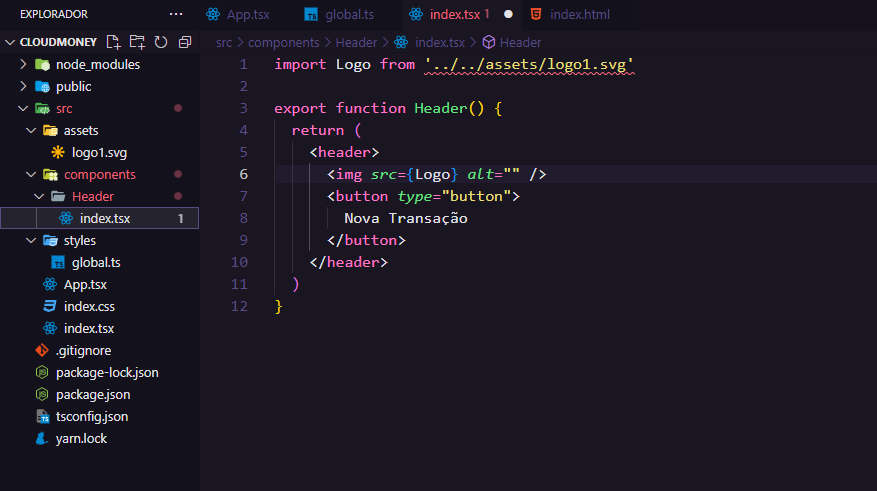 EXPLORADOR ···
App.tsx
TS global.ts
index.tsx 1
index.html
CLOUDMONEY
src > components > Header > index.tsx > Header
node_modules
public
src
assets
logo1.svg
components
Header
index.tsx 1
styles
TS global.ts
App.tsx
index.css
index.tsx
.gitignore
package-lock.json
package.json
TS tsconfig.json
yarn.lock
1 import Logo from '../../assets/logo1.svg'
2
3 export function Header() {
4 return (
5 <header>
6 <img src={Logo} alt="" />
7 <button type="button">
8 Nova Transação
9 </button>
10 </header>
11 )
12 }